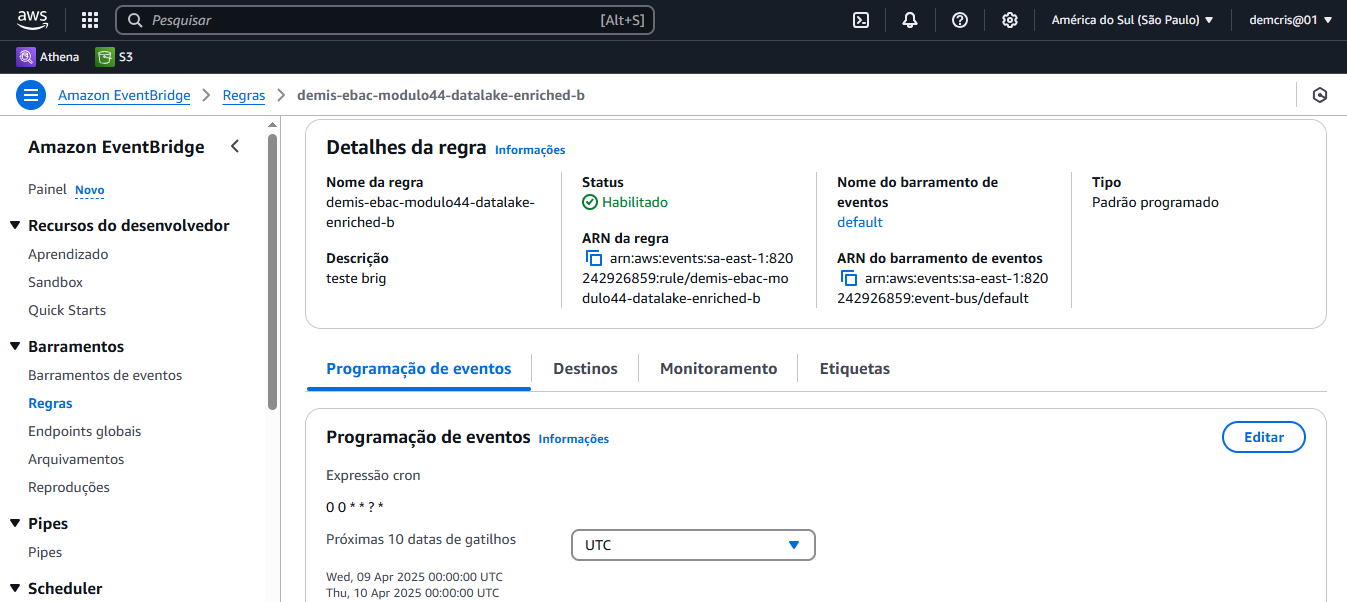 aws
Pesquisar [Alt+S]
América do Sul (São Paulo) ▼
demcris@01 ▼
Athena
S3
Amazon EventBridge
Regras
demis-ebac-modulo44-datalake-enriched-b
Amazon EventBridge
Painel Novo
Recursos do desenvolvedor
Aprendizado
Sandbox
Quick Starts
Barramentos
Barramentos de eventos
Regras
Endpoints globais
Arquivamentos
Reproduções
Pipes
Pipes
Scheduler
Detalhes da regra Informações
Nome da regra
demis-ebac-modulo44-datalake-
enriched-b
Descrição
teste brig
Status
Habilitado
ARN da regra
arn:aws:events:sa-east-1:820
242926859:rule/demis-ebac-mo
dulo44-datalake-enriched-b
Nome do barramento de
eventos
default
ARN do barramento de eventos
arn:aws:events:sa-east-1:820
242926859:event-bus/default
Tipo
Padrão programado
Programação de eventos
Destinos
Monitoramento
Etiquetas
Programação de eventos Informações
Editar
Expressão cron
0 0 * * ? *
Próximas 10 datas de gatilhos
UTC
Wed, 09 Apr 2025 00:00:00 UTC
Thu, 10 Apr 2025 00:00:00 UTC